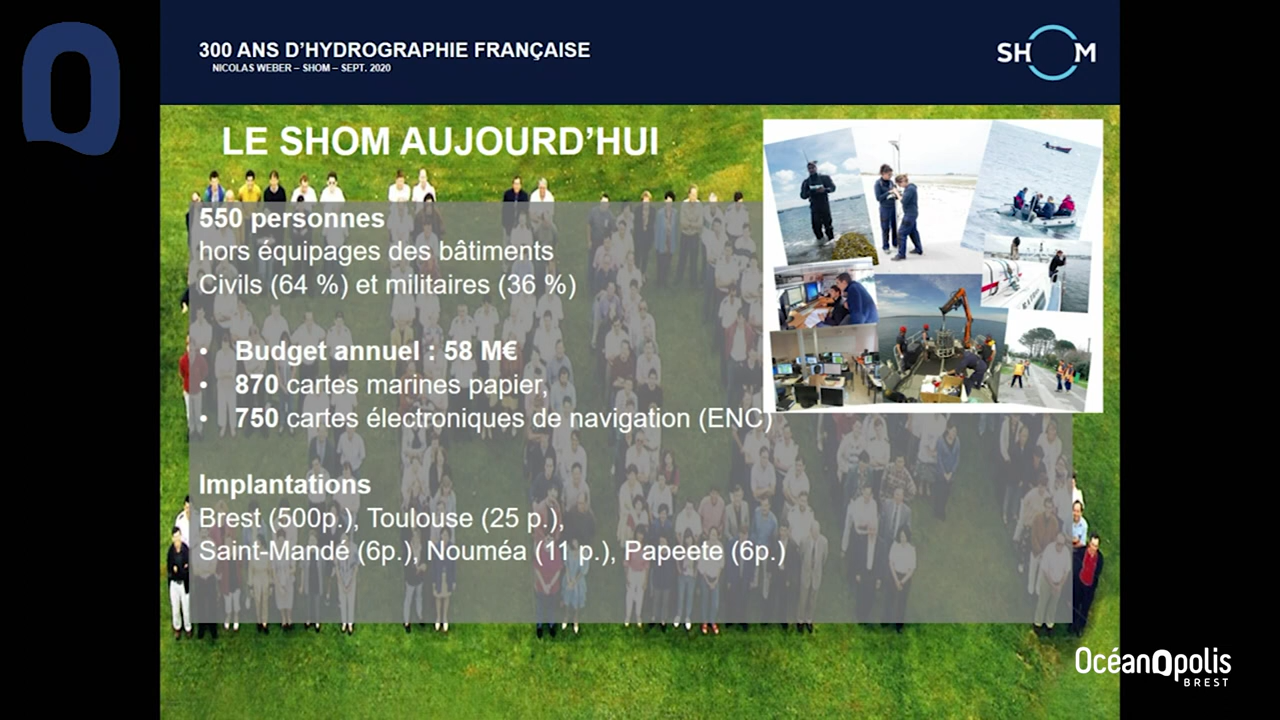 300 ANS D'HYDROGRAPHIE FRANÇAISE
NICOLAS WEBER – SHOM – SEPT. 2020
SHOM
LE SHOM AUJOURD'HUI
550 personnes
hors équipages des bâtiments
Civils (64 %) et militaires (36 %)
• Budget annuel : 58 M€
• 870 cartes marines papier,
• 750 cartes électroniques de navigation (ENC)
Implantations
Brest (500p.), Toulouse (25 p.),
Saint-Mandé (6p.), Nouméa (11 p.), Papeete (6p.)
OcéanOpolis
BREST